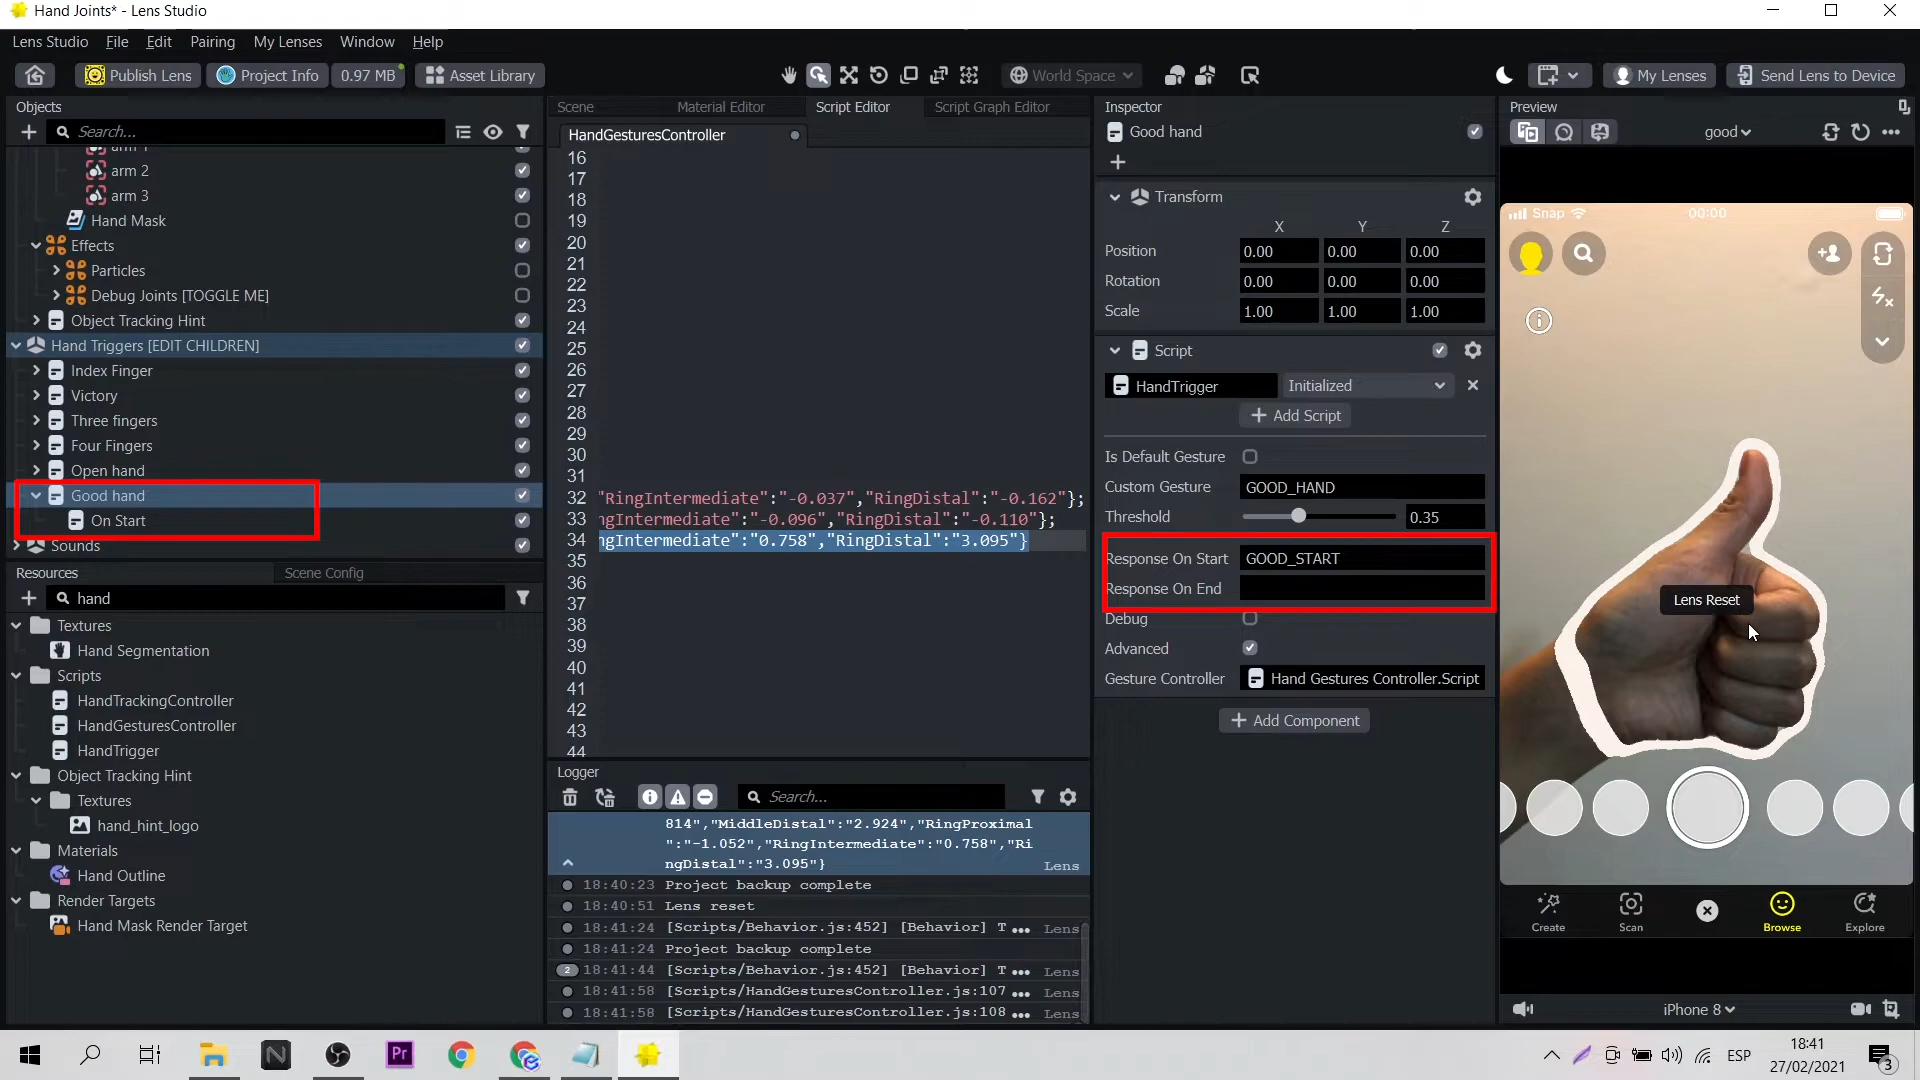 Hand Joints* - Lens Studio
Lens Studio File Edit Pairing My Lenses Window Help
Publish Lens Project Info 0.97 MB Asset Library World Space My Lenses Send Lens to Device
Objects
Search...
arm 2
arm 3
Hand Mask
Effects
Particles
Debug Joints [TOGGLE ME]
Object Tracking Hint
Hand Triggers [EDIT CHILDREN]
Index Finger
Victory
Three fingers
Four Fingers
Open hand
Good hand
On Start
Sounds
Resources Scene Config
hand
Textures
Hand Segmentation
Scripts
HandTrackingController
HandGesturesController
HandTrigger
Object Tracking Hint
Textures
hand_hint_logo
Materials
Hand Outline
Render Targets
Hand Mask Render Target
Scene Material Editor Script Editor Script Graph Editor
HandGesturesController
16
17
18
19
20
21
22
23
24
25
26
27
28
29
30
31
32 "RingIntermediate":"-0.037","RingDistal":"-0.162"};
33 ngIntermediate":"-0.096","RingDistal":"-0.110"};
34 ngIntermediate":"0.758","RingDistal":"3.095"}
35
36
37
38
39
40
41
42
43
44
Logger
Search...
814","MiddleDistal":"2.924","RingProximal
":"-1.052","RingIntermediate":"0.758","Ri
ngDistal":"3.095"} Lens
18:40:23 Project backup complete
18:40:51 Lens reset
18:41:24 [Scripts/Behavior.js:452] [Behavior] T ... Lens
18:41:24 Project backup complete
2 18:41:44 [Scripts/Behavior.js:452] [Behavior] T ... Lens
18:41:58 [Scripts/HandGesturesController.js:107 ... Lens
18:41:58 [Scripts/HandGesturesController.js:108 ... Lens
Inspector
Good hand
Transform
X Y Z
Position 0.00 0.00 0.00
Rotation 0.00 0.00 0.00
Scale 1.00 1.00 1.00
Script
HandTrigger Initialized
Add Script
Is Default Gesture
Custom Gesture GOOD_HAND
Threshold 0.35
Response On Start GOOD_START
Response On End
Debug
Advanced
Gesture Controller Hand Gestures Controller.Script
Add Component
Preview
good
Snap 00:00
Lens Reset
Create Scan Browse Explore
iPhone 8
Pr
ESP
18:41
27/02/2021
3